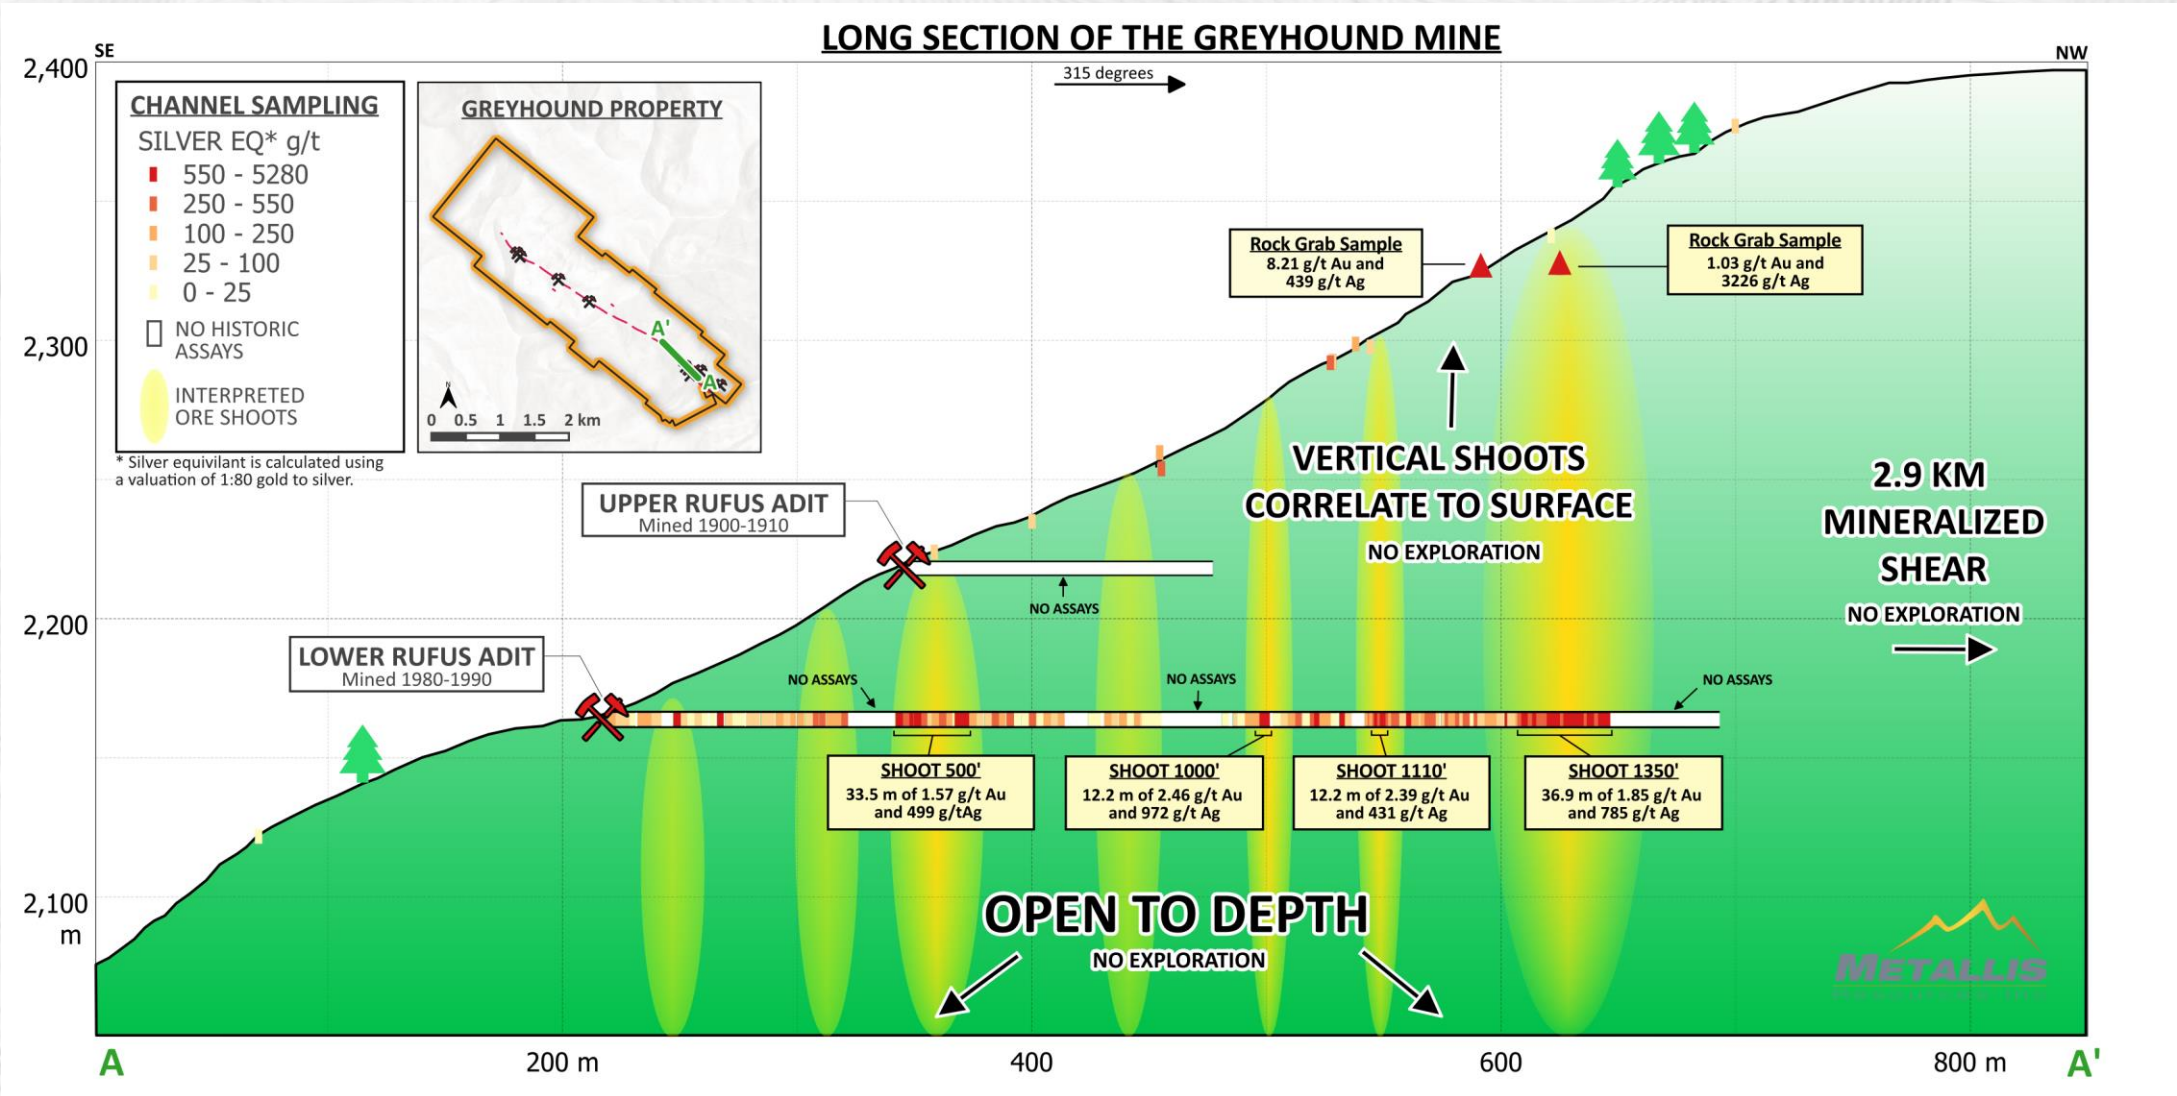 LONG SECTION OF THE GREYHOUND MINE
SE
NW
315 degrees
2,400
2,300
2,200
2,100
m
CHANNEL SAMPLING
SILVER EQ* g/t
550 - 5280
250 - 550
100 - 250
25 - 100
0 - 25
NO HISTORIC
ASSAYS
INTERPRETED
ORE SHOOTS
* Silver equivilant is calculated using
a valuation of 1:80 gold to silver.
GREYHOUND PROPERTY
A'
A
N
0 0.5 1 1.5 2 km
Rock Grab Sample
8.21 g/t Au and
439 g/t Ag
Rock Grab Sample
1.03 g/t Au and
3226 g/t Ag
VERTICAL SHOOTS
CORRELATE TO SURFACE
NO EXPLORATION
2.9 KM
MINERALIZED
SHEAR
NO EXPLORATION
UPPER RUFUS ADIT
Mined 1900-1910
NO ASSAYS
LOWER RUFUS ADIT
Mined 1980-1990
NO ASSAYS
NO ASSAYS
NO ASSAYS
SHOOT 500'
33.5 m of 1.57 g/t Au
and 499 g/tAg
SHOOT 1000'
12.2 m of 2.46 g/t Au
and 972 g/t Ag
SHOOT 1110'
12.2 m of 2.39 g/t Au
and 431 g/t Ag
SHOOT 1350'
36.9 m of 1.85 g/t Au
and 785 g/t Ag
OPEN TO DEPTH
NO EXPLORATION
METALLIS
A
200 m
400
600
800 m
A'